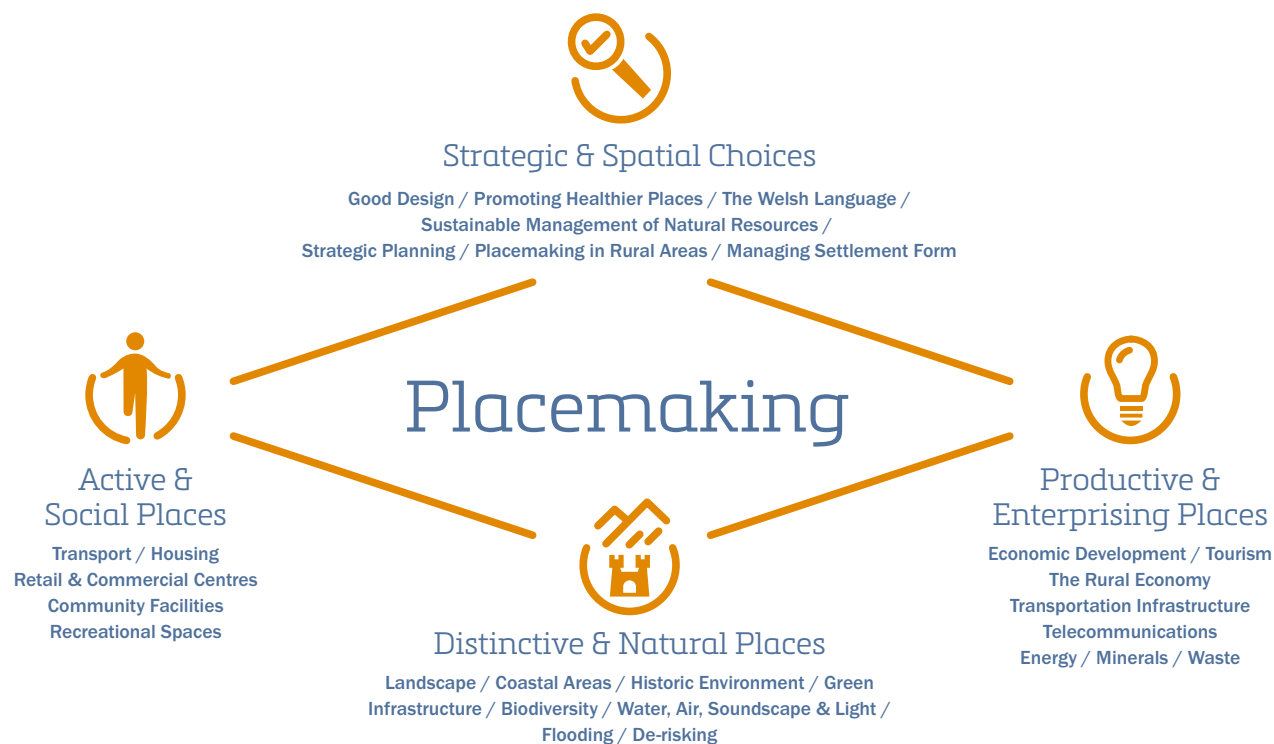 Strategic & Spatial Choices
Good Design / Promoting Healthier Places / The Welsh Language /
Sustainable Management of Natural Resources /
Strategic Planning / Placemaking in Rural Areas / Managing Settlement Form
Placemaking
Active &
Social Places
Transport / Housing
Retail & Commercial Centres
Community Facilities
Recreational Spaces
Productive &
Enterprising Places
Economic Development / Tourism
The Rural Economy
Transportation Infrastructure
Telecommunications
Energy / Minerals / Waste
Distinctive & Natural Places
Landscape / Coastal Areas / Historic Environment / Green
Infrastructure / Biodiversity / Water, Air, Soundscape & Light /
Flooding / De-risking